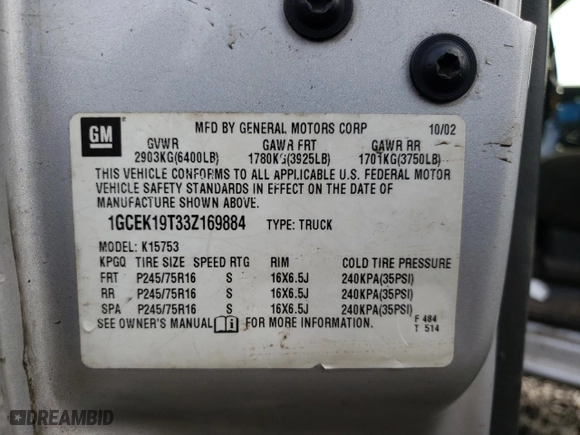 GM
MFD BY GENERAL MOTORS CORP 10/02
GVWR GAWR FRT GAWR RR
2903KG(6400LB) 1780KG(3925LB) 1701KG(3750LB)
THIS VEHICLE CONFORMS TO ALL APPLICABLE U.S. FEDERAL MOTOR
VEHICLE SAFETY STANDARDS IN EFFECT ON THE DATE OF
MANUFACTURE SHOWN ABOVE.
1GCEK19T33Z169884 TYPE: TRUCK
MODEL: K15753
KPGQ TIRE SIZE SPEED RTG RIM COLD TIRE PRESSURE
FRT P245/75R16 S 16X6.5J 240KPA(35PSI)
RR P245/75R16 S 16X6.5J 240KPA(35PSI)
SPA P245/75R16 S 16X6.5J 240KPA(35PSI)
SEE OWNER'S MANUAL i FOR MORE INFORMATION.
F 484
T 514
DREAMBID